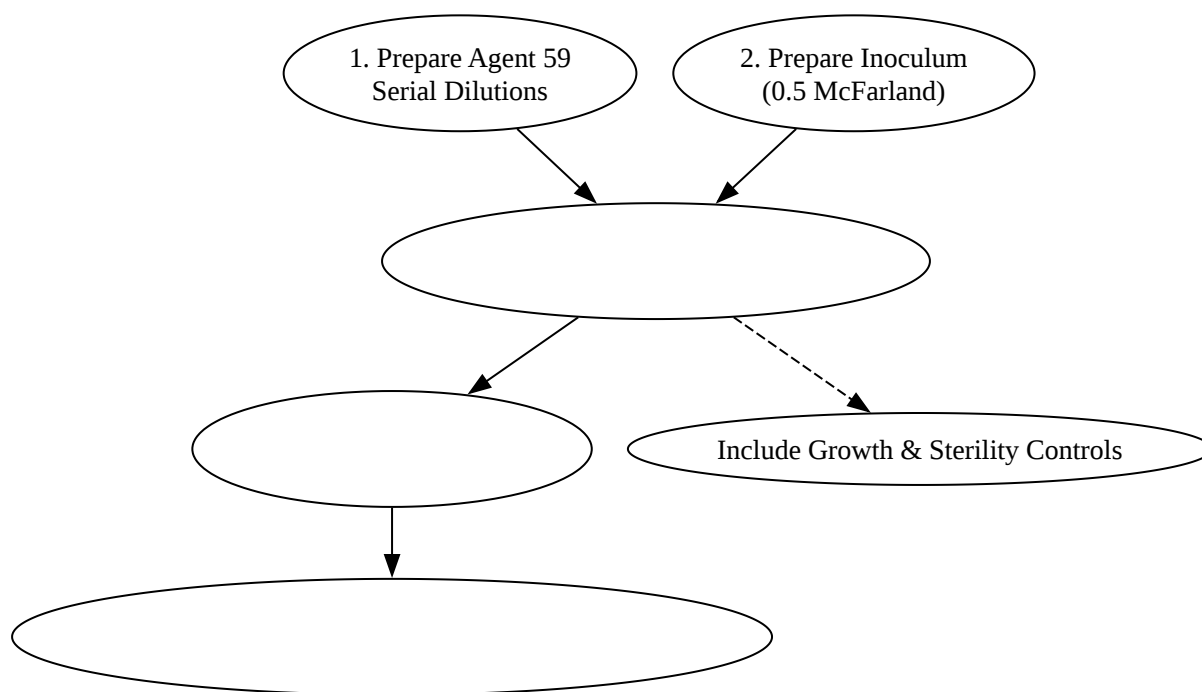 1. Prepare Agent 59
Serial Dilutions
2. Prepare Inoculum
(0.5 McFarland)
Include Growth & Sterility Controls